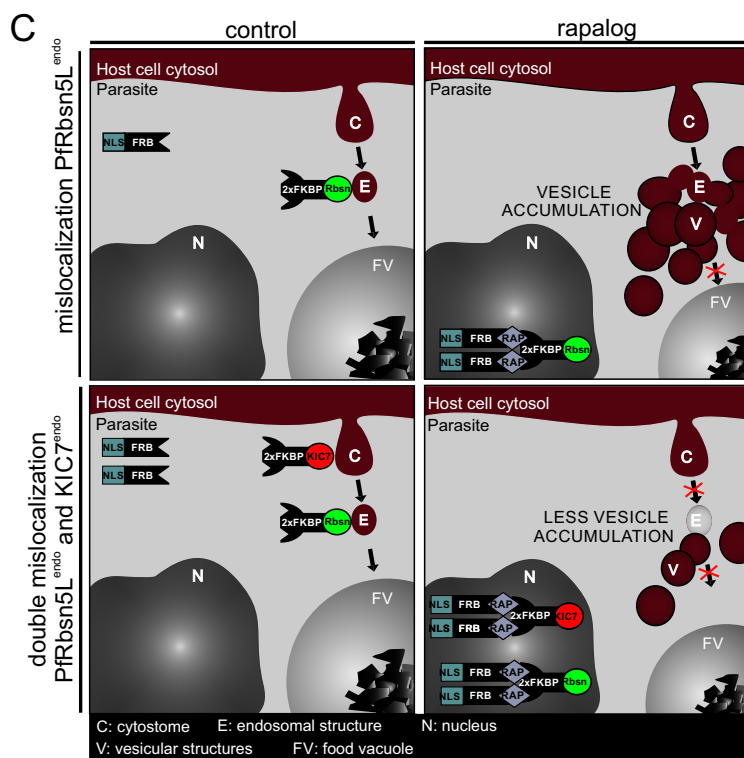 C
control
rapalog
mislocalization PfRbsn5L endo
Host cell cytosol
Parasite
C
NLS FRB
2xFKBP Rbsn E
N
FV
Host cell cytosol
Parasite
C
VESICLE
ACCUMULATION
E
V
N
FV
NLS FRB RAP
2xFKBP Rbsn
NLS FRB RAP
double mislocalization
PfRbsn5L endo and KIC7 endo
Host cell cytosol
Parasite
NLS FRB
NLS FRB
2xFKBP KIC7 C
2xFKBP Rbsn E
N
FV
Host cell cytosol
Parasite
C
LESS VESICLE
ACCUMULATION
E
V
N
FV
NLS FRB RAP
2xFKBP KIC7
NLS FRB RAP
NLS FRB RAP
2xFKBP Rbsn
NLS FRB RAP
C: cytostome E: endosomal structure N: nucleus
V: vesicular structures FV: food vacuole